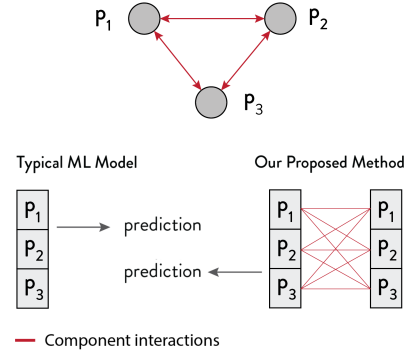 P1 P2
P3
Typical ML Model
Our Proposed Method
P1
P2
P3
prediction
prediction
P1 P1
P2 P2
P3 P3
Component interactions